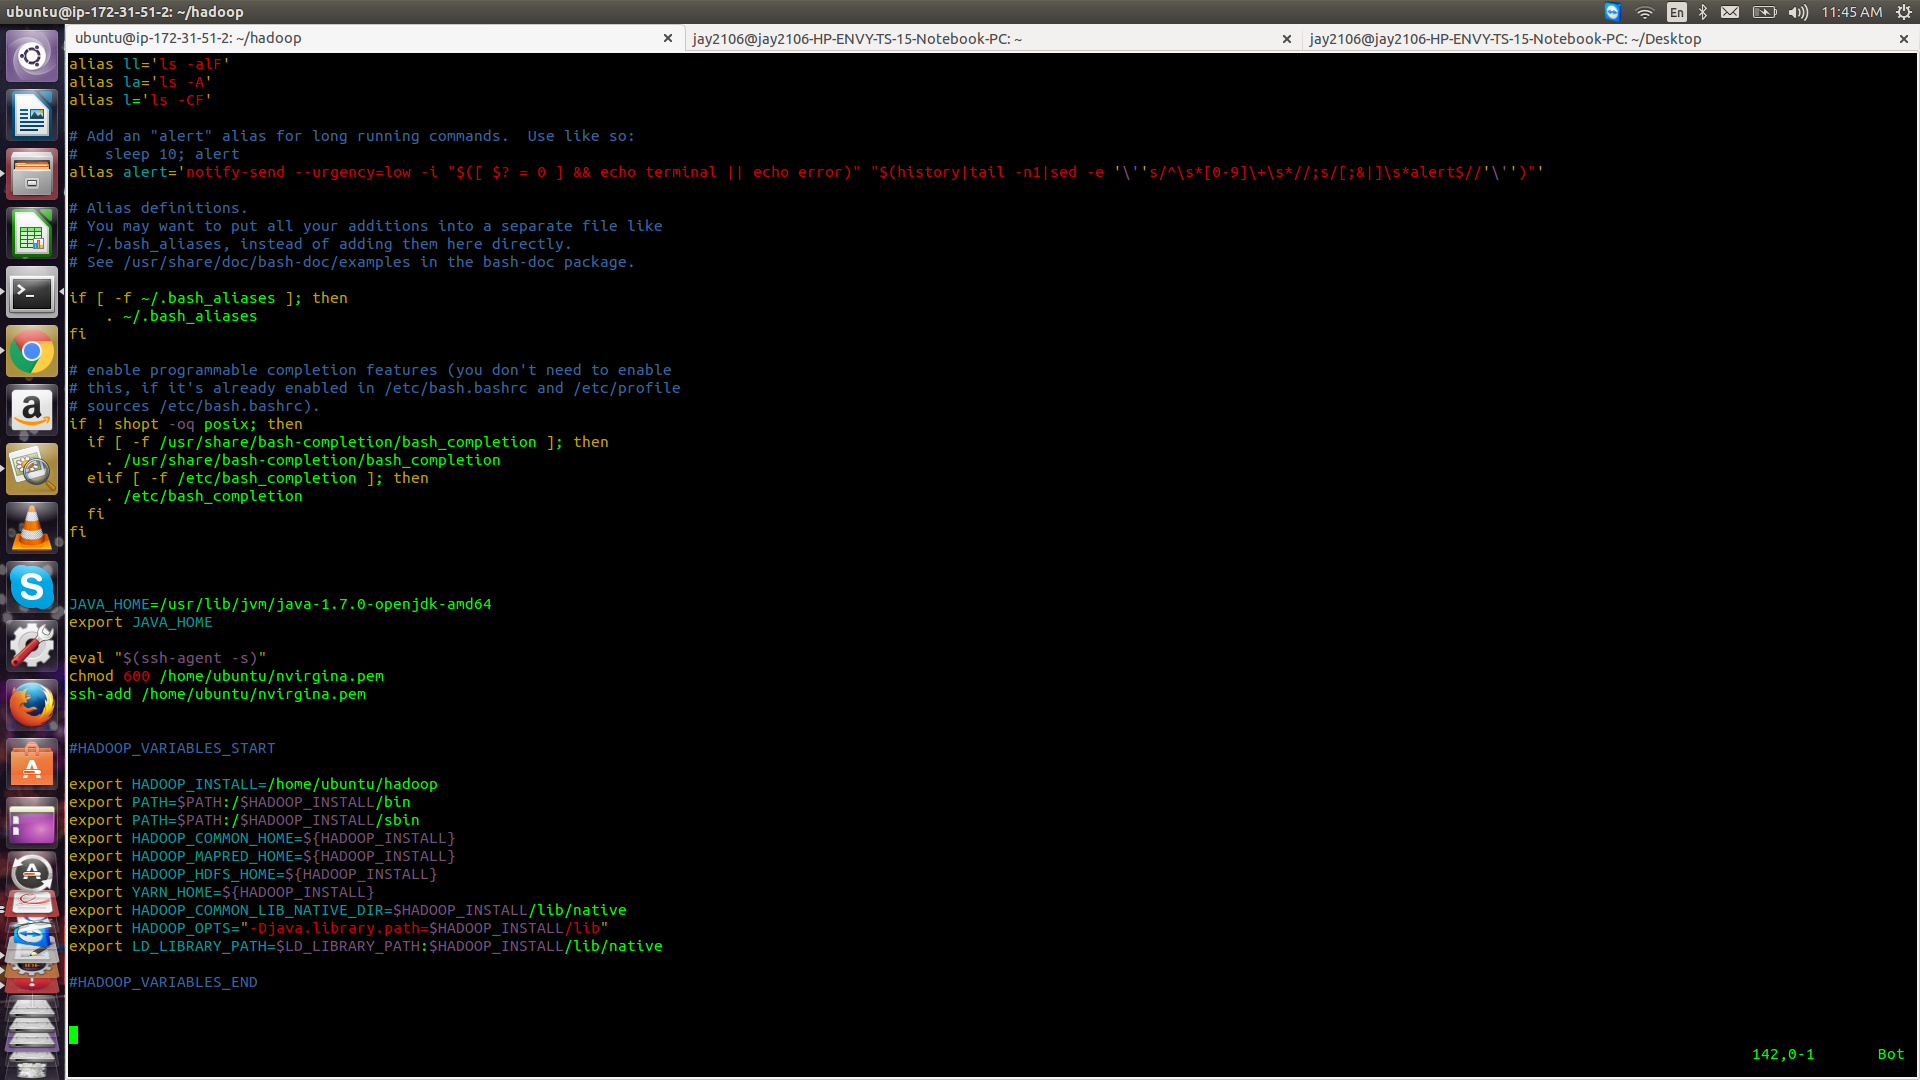 ubuntu@ip-172-31-51-2: ~/hadoop
En
11:45 AM
ubuntu@ip-172-31-51-2: ~/hadoop
jay2106@jay2106-HP-ENVY-TS-15-Notebook-PC: ~
jay2106@jay2106-HP-ENVY-TS-15-Notebook-PC: ~/Desktop
alias ll='ls -alF'
alias la='ls -A'
alias l='ls -CF'
# Add an "alert" alias for long running commands.  Use like so:
#   sleep 10; alert
alias alert='notify-send --urgency=low -i "$([ $? = 0 ] && echo terminal || echo error)" "$(history|tail -n1|sed -e '\''s/^\s*[0-9]\+\s*//;s/[;&|]\s*alert$//'\'')"'
# Alias definitions.
# You may want to put all your additions into a separate file like
# ~/.bash_aliases, instead of adding them here directly.
# See /usr/share/doc/bash-doc/examples in the bash-doc package.
if [ -f ~/.bash_aliases ]; then
    . ~/.bash_aliases
fi
# enable programmable completion features (you don't need to enable
# this, if it's already enabled in /etc/bash.bashrc and /etc/profile
# sources /etc/bash.bashrc).
if ! shopt -oq posix; then
  if [ -f /usr/share/bash-completion/bash_completion ]; then
    . /usr/share/bash-completion/bash_completion
  elif [ -f /etc/bash_completion ]; then
    . /etc/bash_completion
  fi
fi
JAVA_HOME=/usr/lib/jvm/java-1.7.0-openjdk-amd64
export JAVA_HOME
eval "$(ssh-agent -s)"
chmod 600 /home/ubuntu/nvirgina.pem
ssh-add /home/ubuntu/nvirgina.pem
#HADOOP_VARIABLES_START
export HADOOP_INSTALL=/home/ubuntu/hadoop
export PATH=$PATH:/$HADOOP_INSTALL/bin
export PATH=$PATH:/$HADOOP_INSTALL/sbin
export HADOOP_COMMON_HOME=${HADOOP_INSTALL}
export HADOOP_MAPRED_HOME=${HADOOP_INSTALL}
export HADOOP_HDFS_HOME=${HADOOP_INSTALL}
export YARN_HOME=${HADOOP_INSTALL}
export HADOOP_COMMON_LIB_NATIVE_DIR=$HADOOP_INSTALL/lib/native
export HADOOP_OPTS="-Djava.library.path=$HADOOP_INSTALL/lib"
export LD_LIBRARY_PATH=$LD_LIBRARY_PATH:$HADOOP_INSTALL/lib/native
#HADOOP_VARIABLES_END
142,0-1
Bot